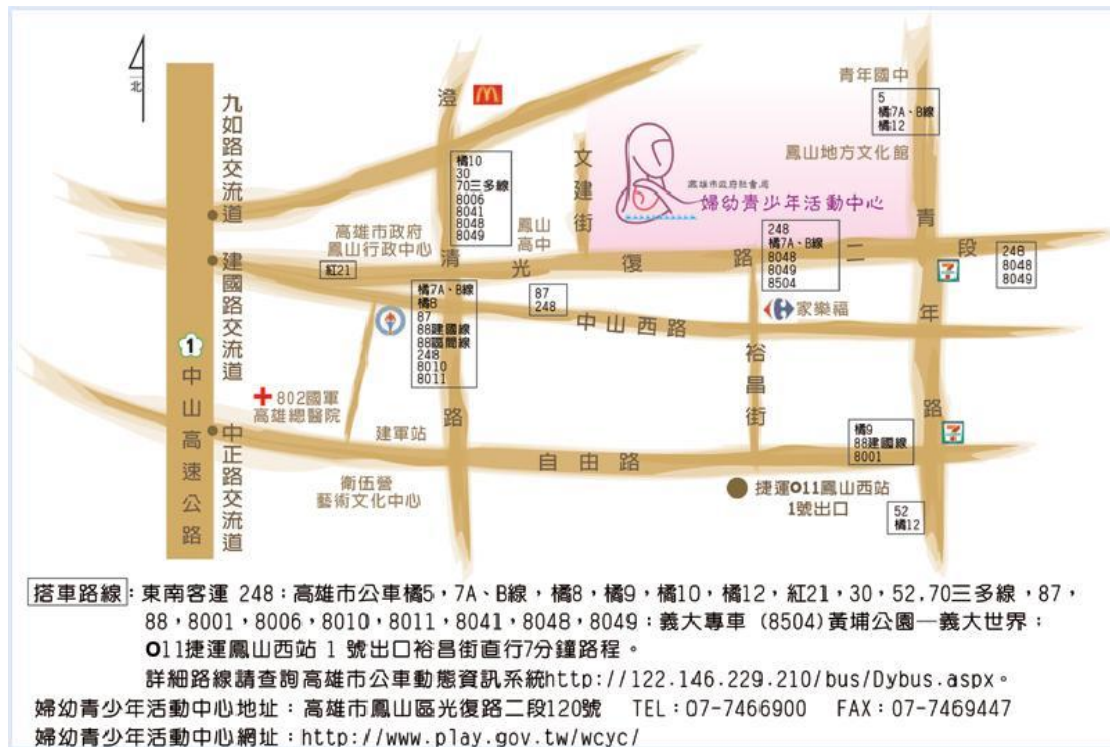 北
九如路交流道
建國路交流道
中正路交流道
1
中山高速公路
澄清路
橘10
30
70三多線
8006
8041
8048
8049
高雄市政府
鳳山行政中心
紅21
鳳山
高中
文建街
高雄市政府社會局
婦幼青少年活動中心
青年國中
5
橘7A、B線
橘12
鳳山地方文化館
248
橘7A、B線
8048
8049
8504
光復路二段
248
8048
8049
青年路
橘7A、B線
橘8
87
88建國線
88區間線
248
8010
8011
87
248
中山西路
家樂福
裕昌街
802國軍
高雄總醫院
建軍站
自由路
橘9
88建國線
8001
衛伍營
藝術文化中心
捷運O11鳳山西站
1號出口
52
橘12
搭車路線：東南客運 248：高雄市公車橘5，7A、B線，橘8，橘9，橘10，橘12，紅21，30，52.70三多線，87，
88，8001，8006，8010，8011，8041，8048，8049：義大專車 (8504)黃埔公園—義大世界；
O11捷運鳳山西站 1 號出口裕昌街直行7分鐘路程。
詳細路線請查詢高雄市公車動態資訊系統http://122.146.229.210/bus/Dybus.aspx。
婦幼青少年活動中心地址：高雄市鳳山區光復路二段120號 TEL：07-7466900 FAX：07-7469447
婦幼青少年活動中心網址：http://www.play.gov.tw/wcyc/